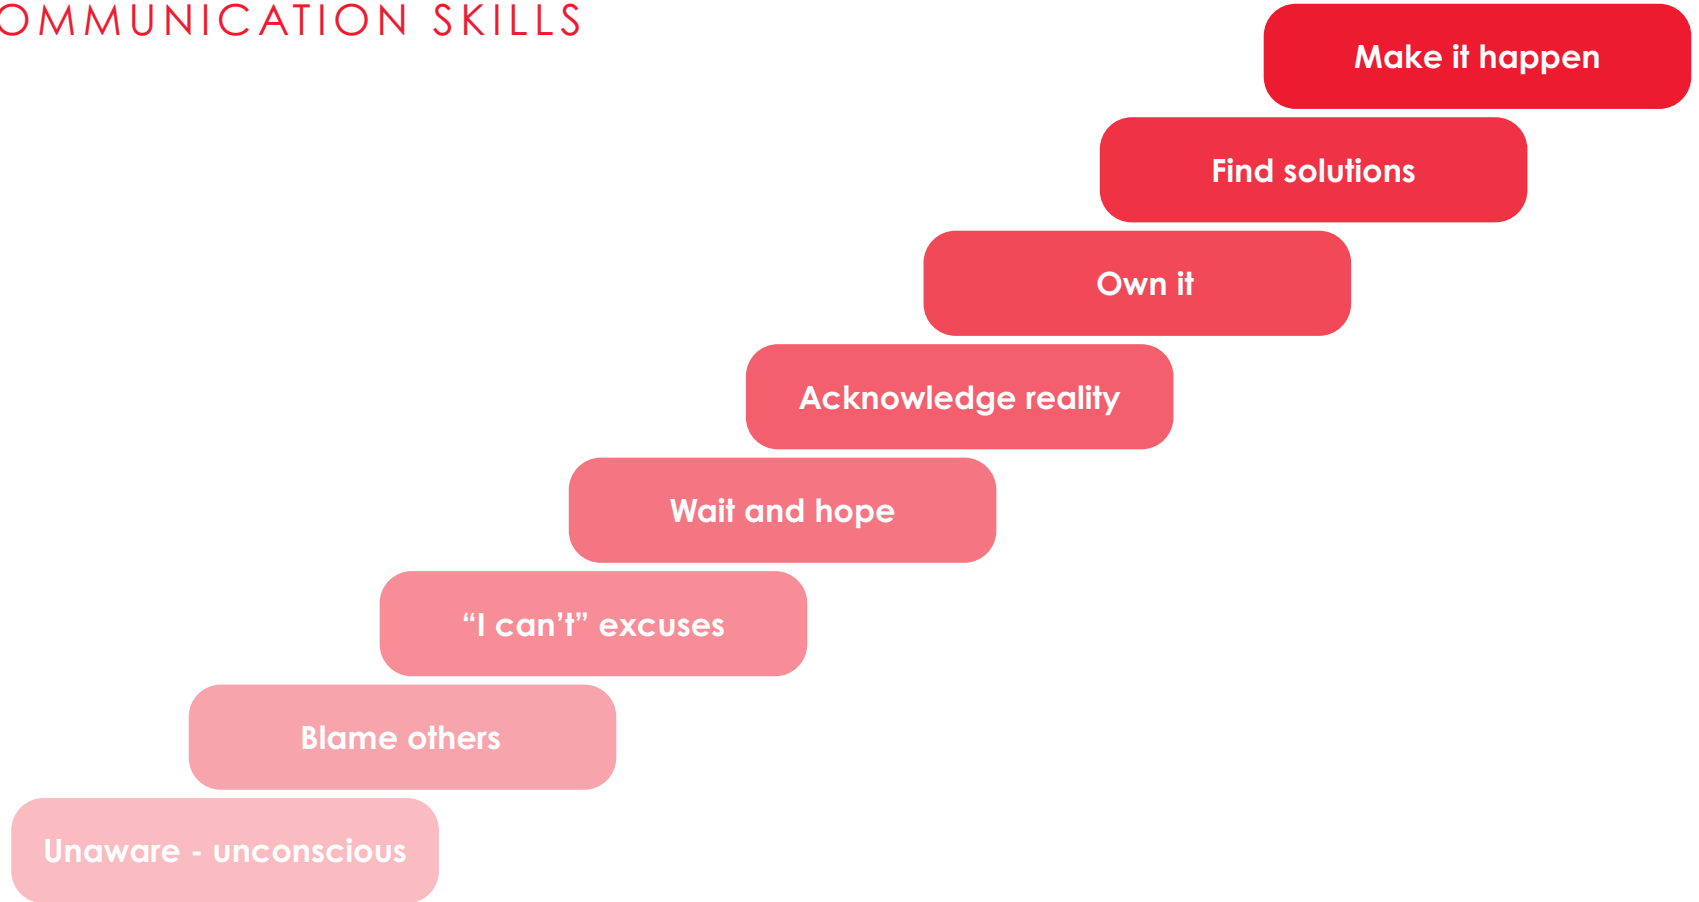 OMMUNICATION SKILLS
Make it happen
Find solutions
Own it
Acknowledge reality
Wait and hope
“I can’t” excuses
Blame others
Unaware - unconscious